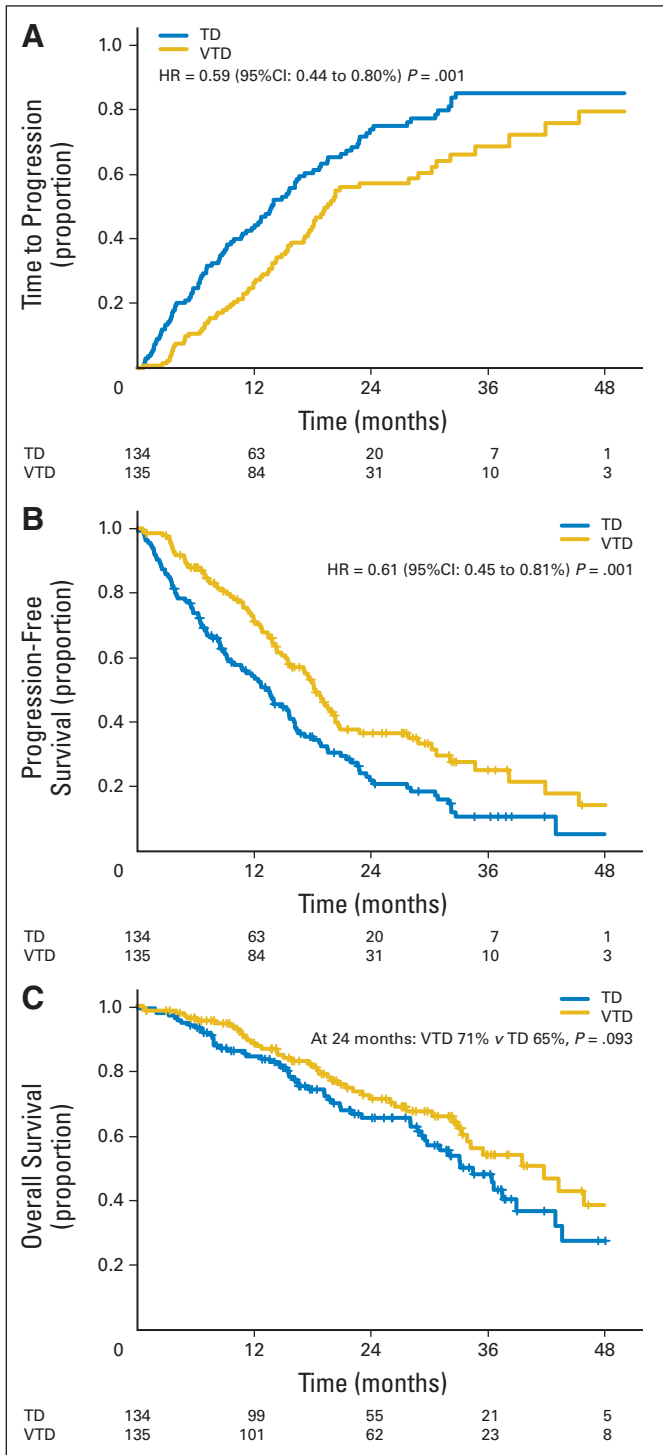 A
TD
VTD
HR = 0.59 (95%CI: 0.44 to 0.80%) P = .001
Time to Progression
(proportion)
1.0
0.8
0.6
0.4
0.2
0 12 24 36 48
Time (months)
TD 134 63 20 7 1
VTD 135 84 31 10 3
B
TD
VTD
HR = 0.61 (95%CI: 0.45 to 0.81%) P = .001
Progression-Free
Survival (proportion)
1.0
0.8
0.6
0.4
0.2
0 12 24 36 48
Time (months)
TD 134 63 20 7 1
VTD 135 84 31 10 3
C
TD
VTD
At 24 months: VTD 71% v TD 65%, P = .093
Overall Survival
(proportion)
1.0
0.8
0.6
0.4
0.2
0 12 24 36 48
Time (months)
TD 134 99 55 21 5
VTD 135 101 62 23 8